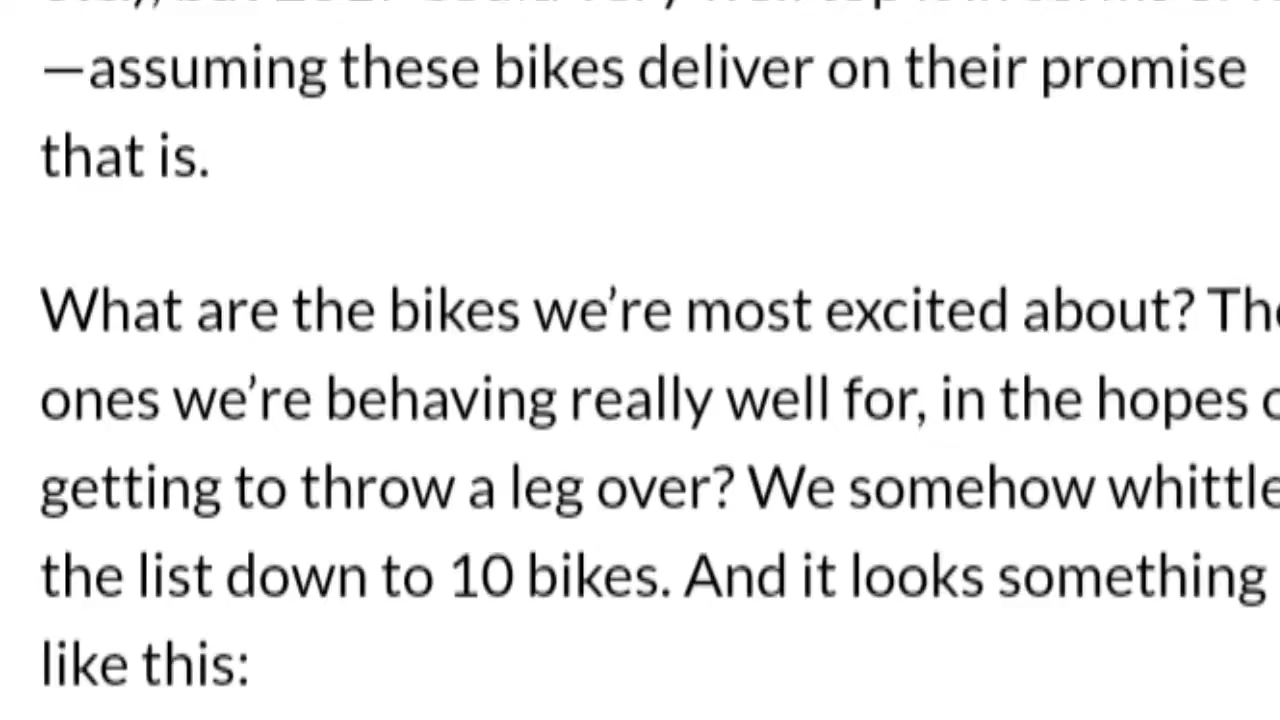 —assuming these bikes deliver on their promise
that is.
What are the bikes we’re most excited about?
ones we’re behaving really well for, in the hopes
getting to throw a leg over? We somehow
the list down to 10 bikes. And it looks something
like this: